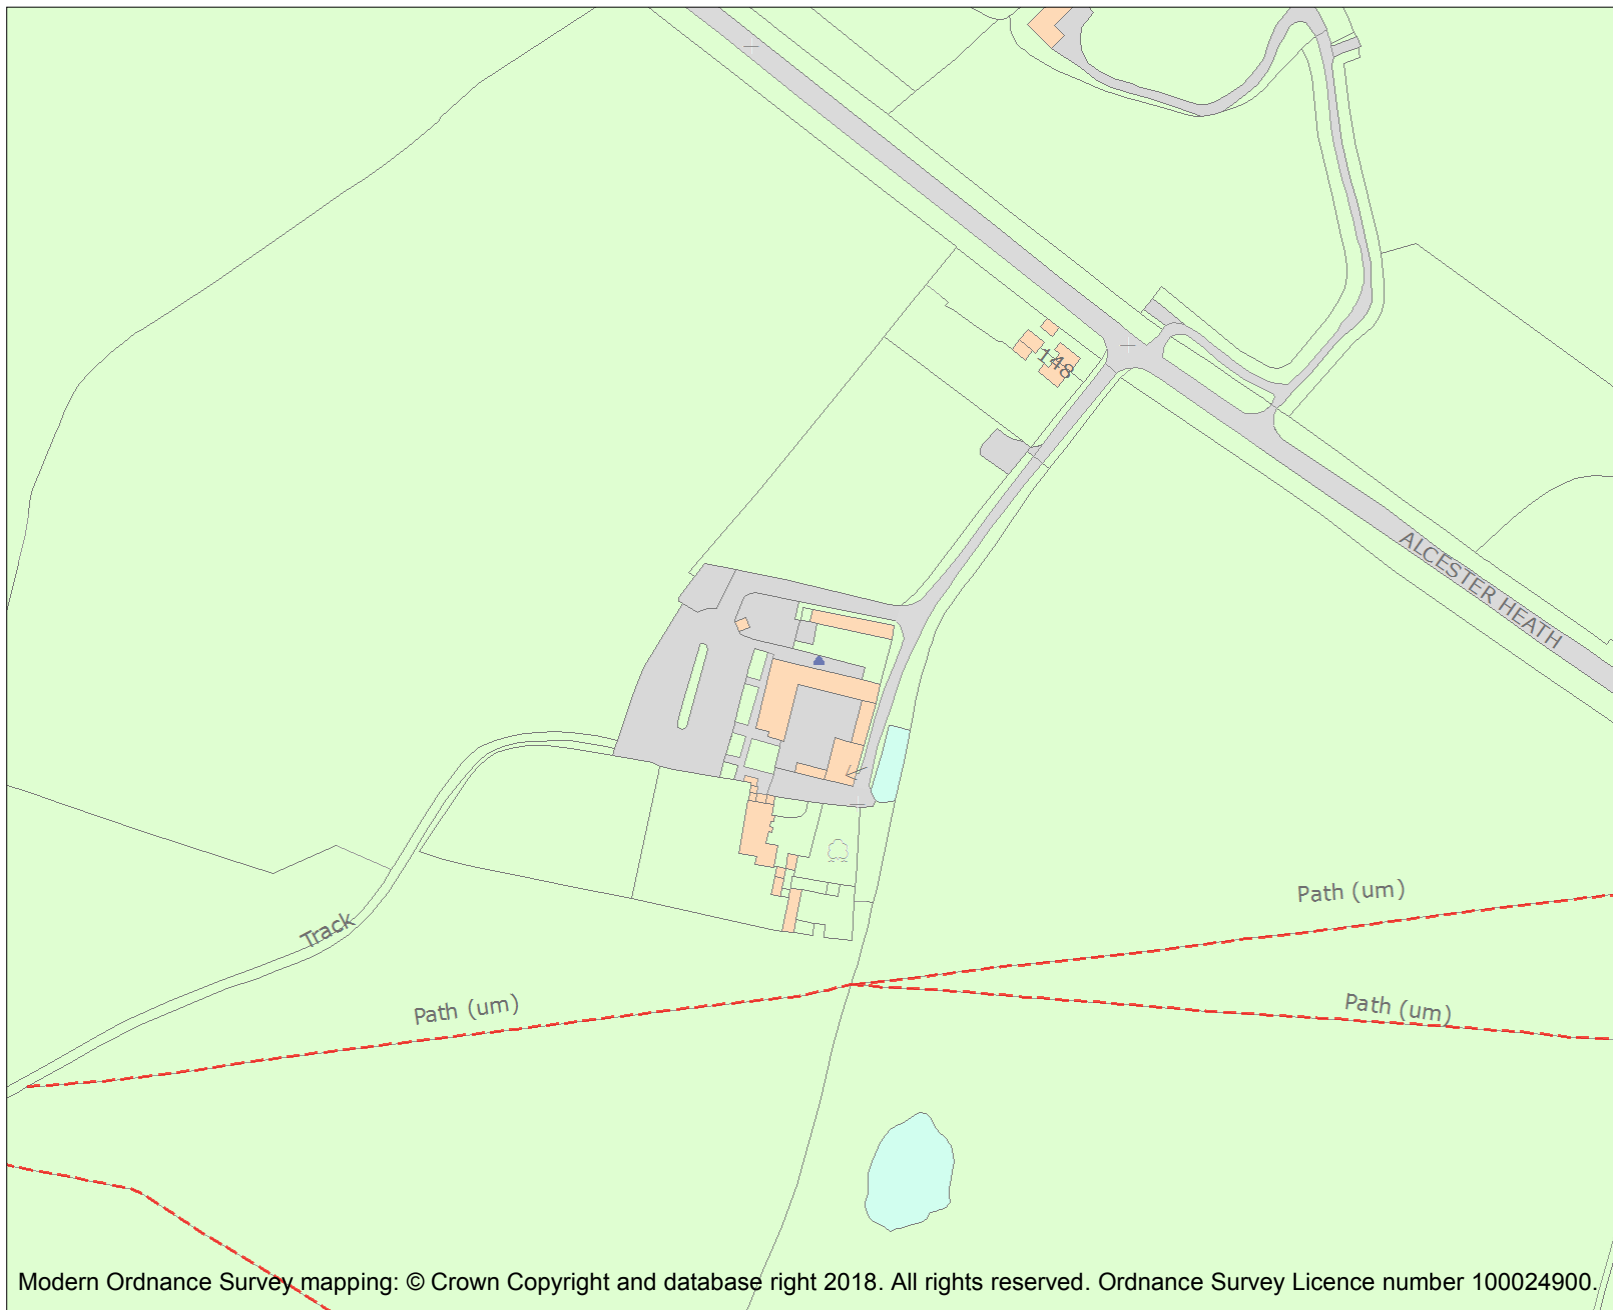 148
ALCESTER HEATH
Path (um)
Track
Path (um)
Path (um)
Modern Ordnance Survey mapping: © Crown Copyright and database right 2018. All rights reserved. Ordnance Survey Licence number 100024900.